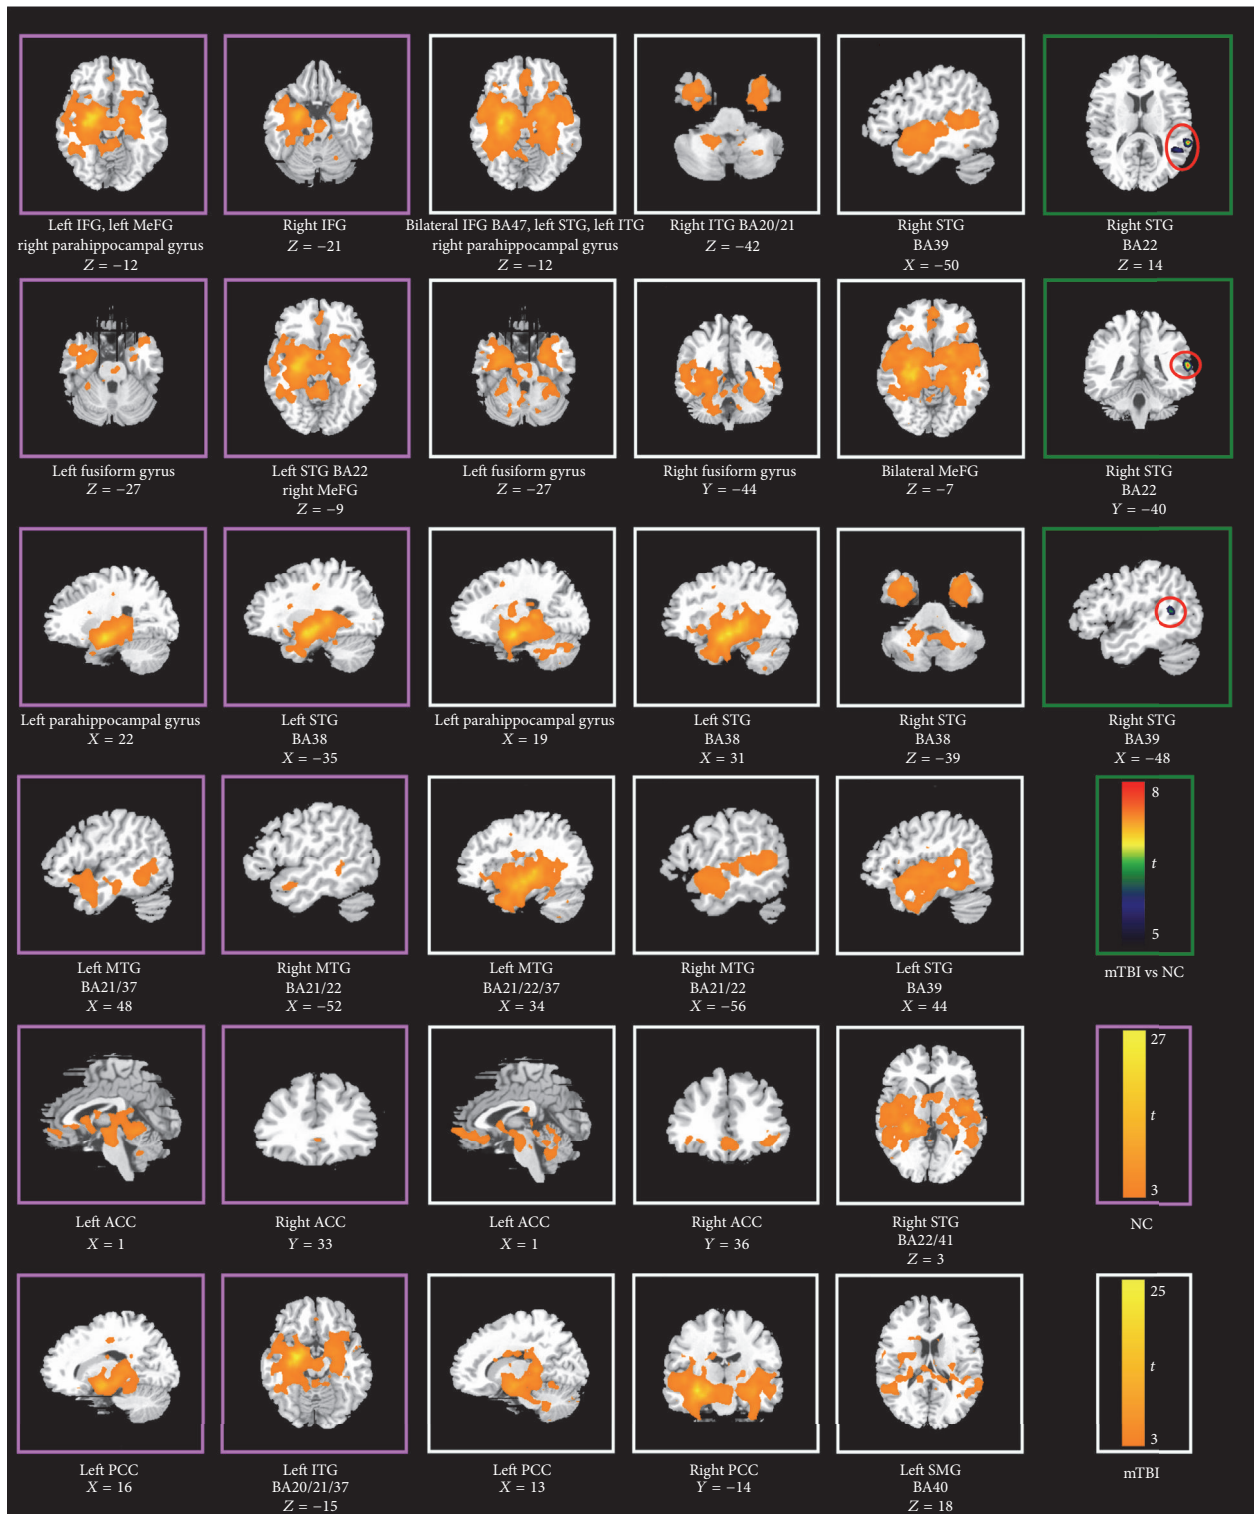 Left IFG, left MeFG
right parahippocampal gyrus
Z = −12
Right IFG
Z = −21
Bilateral IFG BA47, left STG, left ITG
right parahippocampal gyrus
Z = −12
Right ITG BA20/21
Z = −42
Right STG
BA39
X = −50
Right STG
BA22
Z = 14
Left fusiform gyrus
Z = −27
Left STG BA22
right MeFG
Z = −9
Left fusiform gyrus
Z = −27
Right fusiform gyrus
Y = −44
Bilateral MeFG
Z = −7
Right STG
BA22
Y = −40
Left parahippocampal gyrus
X = 22
Left STG
BA38
X = −35
Left parahippocampal gyrus
X = 19
Left STG
BA38
X = 31
Right STG
BA38
Z = −39
Right STG
BA39
X = −48
Left MTG
BA21/37
X = 48
Right MTG
BA21/22
X = −52
Left MTG
BA21/22/37
X = 34
Right MTG
BA21/22
X = −56
Left STG
BA39
X = 44
8
t
5
mTBI vs NC
Left ACC
X = 1
Right ACC
Y = 33
Left ACC
X = 1
Right ACC
Y = 36
Right STG
BA22/41
Z = 3
27
t
3
NC
Left PCC
X = 16
Left ITG
BA20/21/37
Z = −15
Left PCC
X = 13
Right PCC
Y = −14
Left SMG
BA40
Z = 18
25
t
3
mTBI